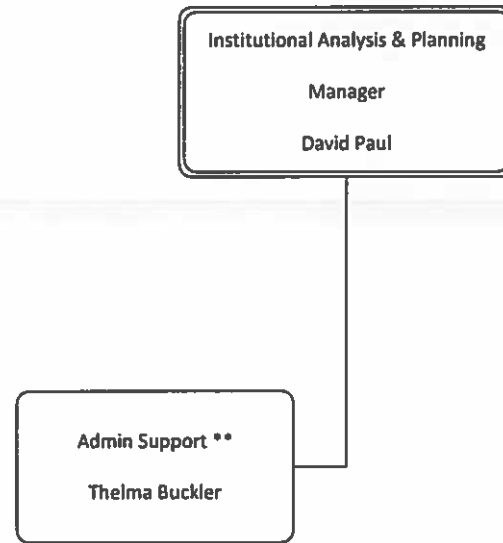 Institutional Analysis & Planning
Manager
David Paul
Admin Support **
Thelma Buckler